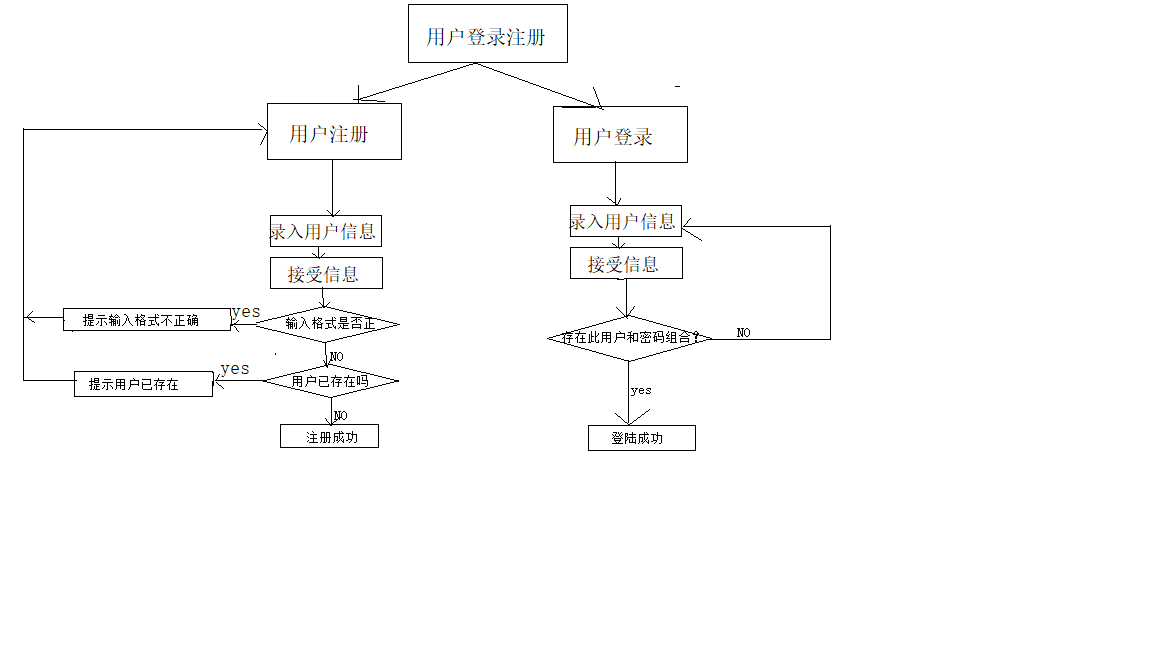 用户登录注册
用户注册
用户登录
录入用户信息
录入用户信息
接受信息
接受信息
提示输入格式不正确
yes
输入格式是否正
存在此用户和密码组合?
NO
NO
提示用户已存在
yes
用户已存在吗
yes
NO
注册成功
登陆成功